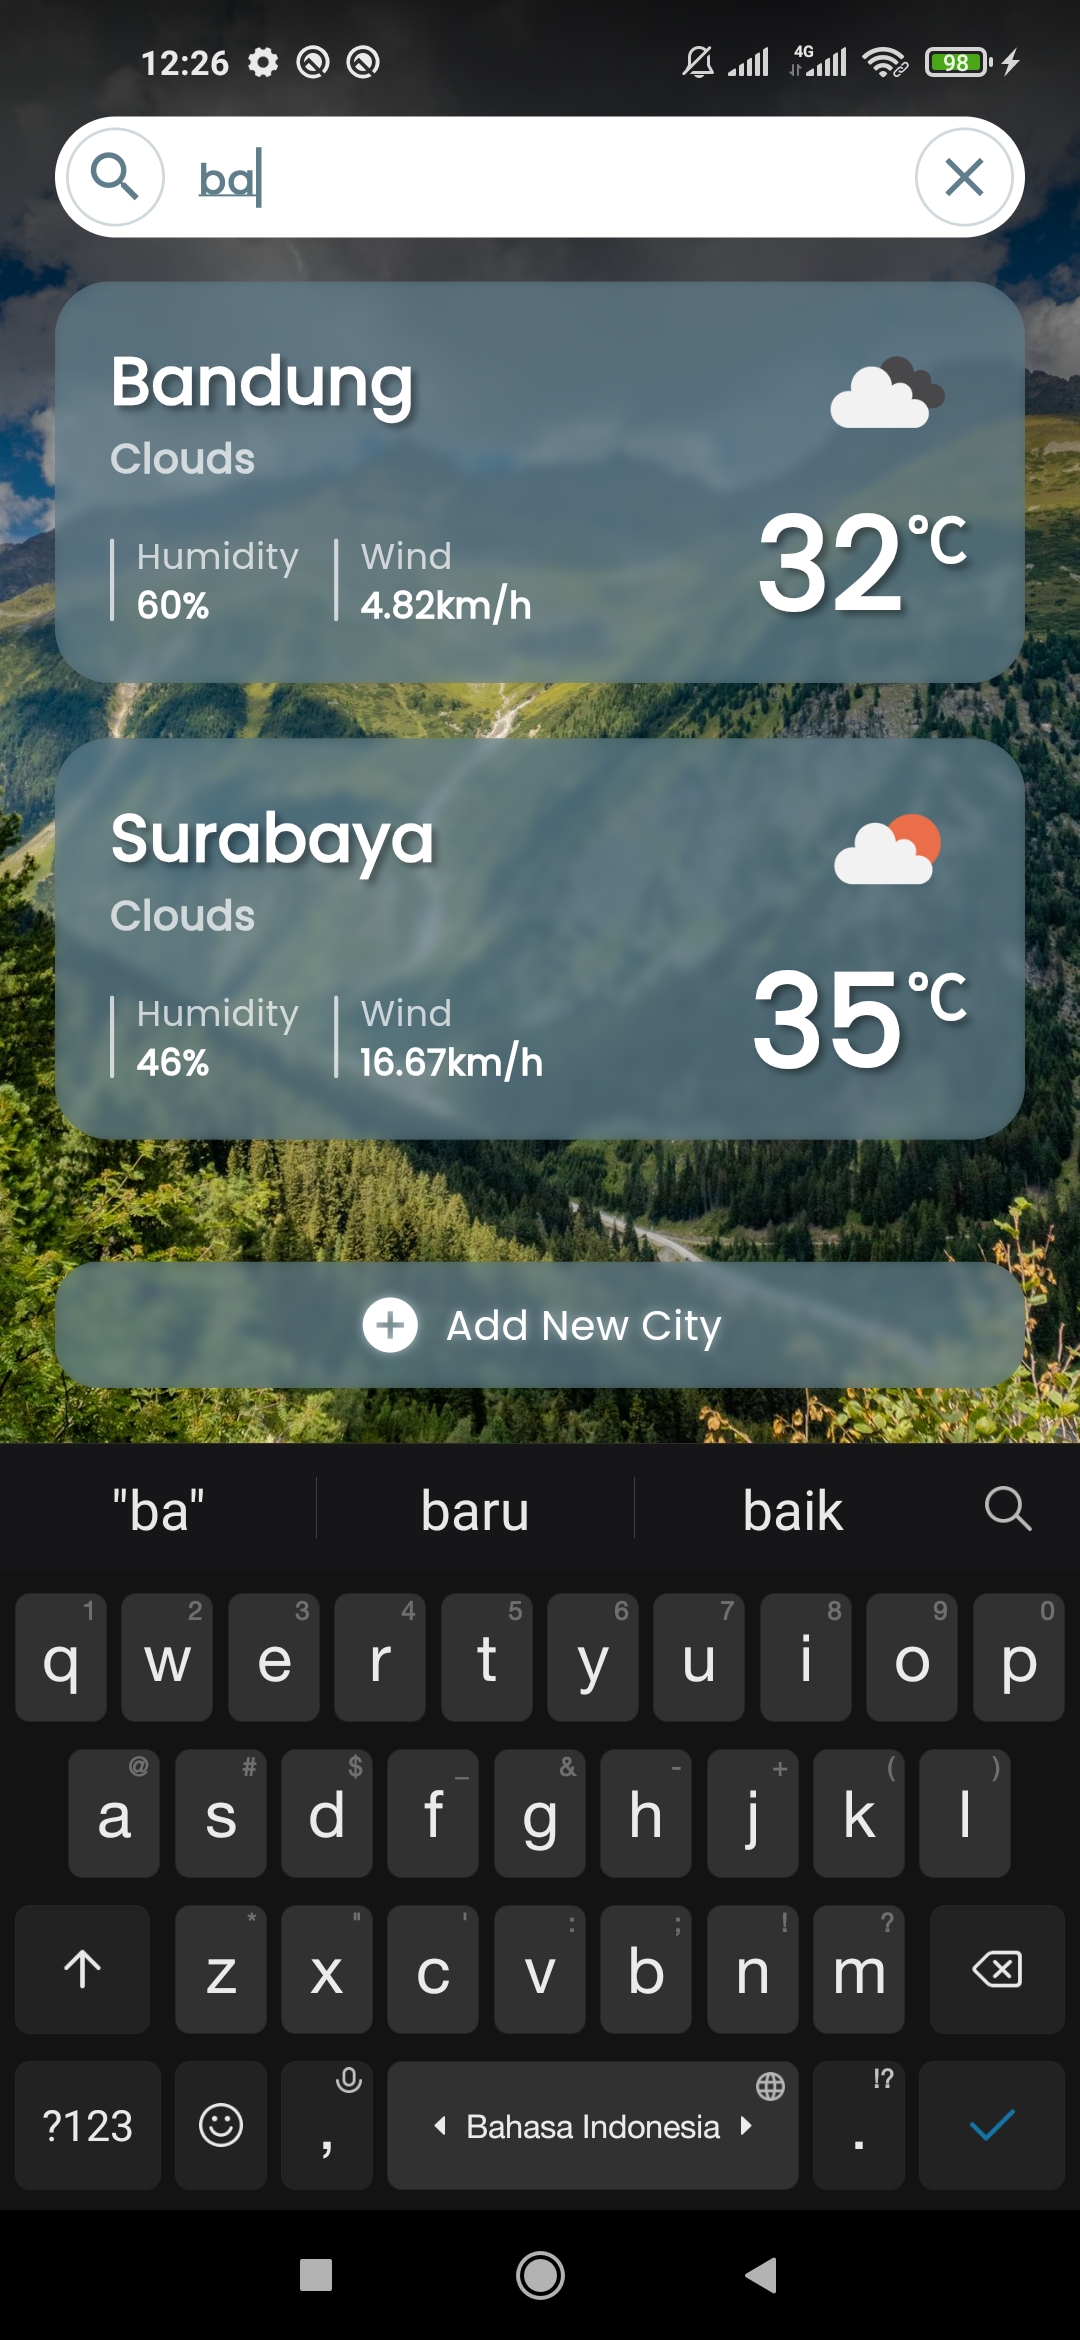 12:26 4G 98
ba
Bandung
Clouds
Humidity Wind
60% 4.82km/h
32°C
Surabaya
Clouds
Humidity Wind
46% 16.67km/h
35°C
Add New City
"ba" baru baik
1 2 3 4 5 6 7 8 9 0
q w e r t y u i o p
@ # $ _ & - + ( )
a s d f g h j k l
* " ' : ; ! ?
z x c v b n m
!?
?123 , Bahasa Indonesia .